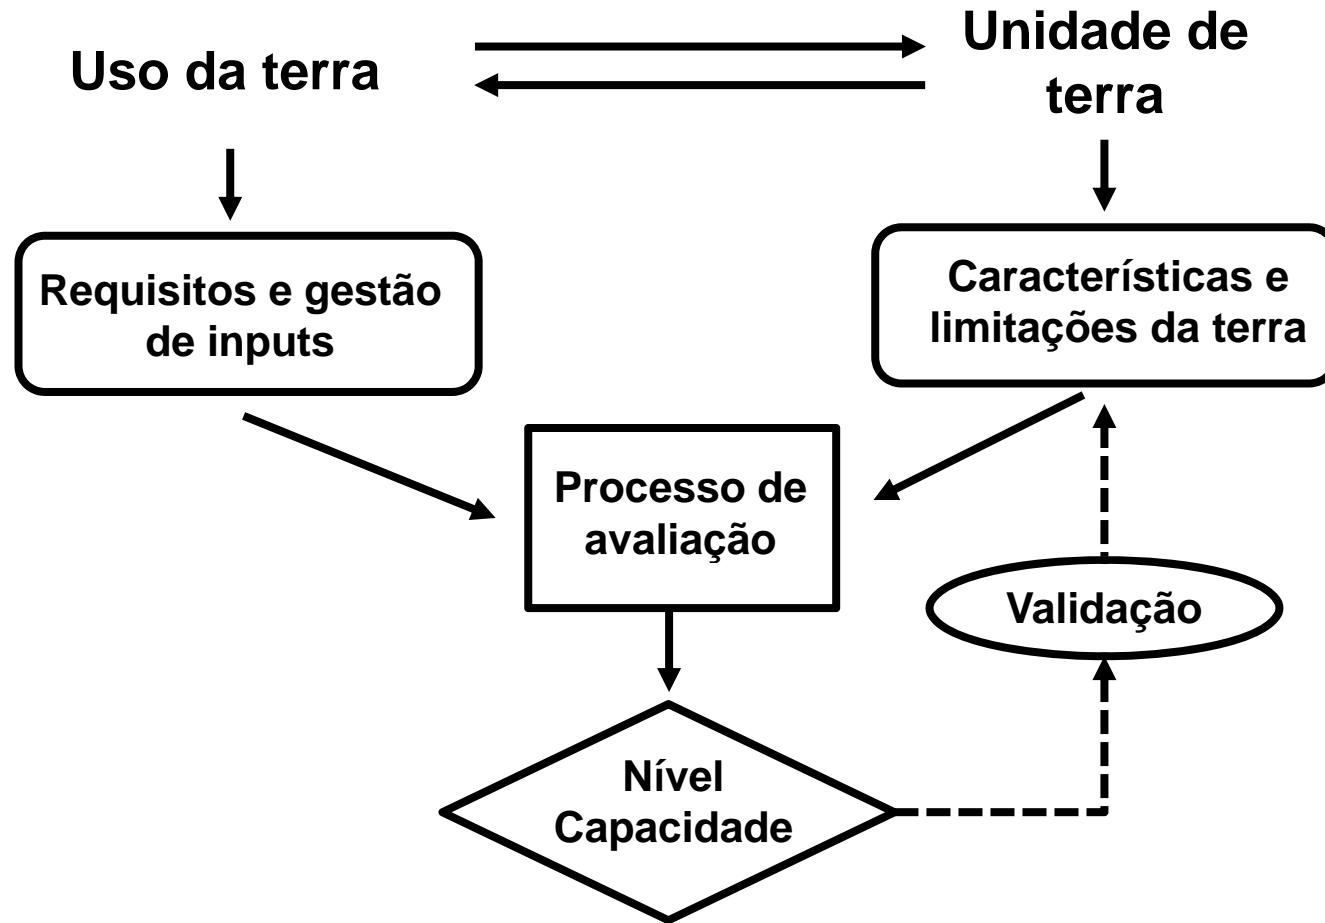 Uso da terra
Unidade de
terra
Requisitos e gestão
de inputs
Características e
limitações da terra
Processo de
avaliação
Validação
Nível
Capacidade